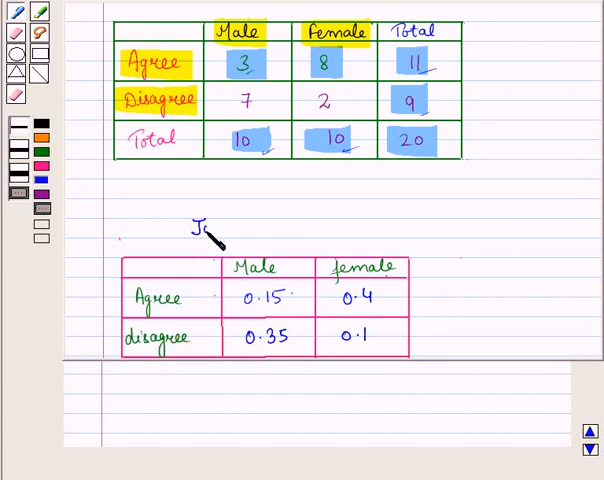 Male Female Total
Agree 3 8 11
Disagree 7 2 9
Total 10 10 20
Jo
Male female
Agree 0.15 0.4
disagree 0.35 0.1